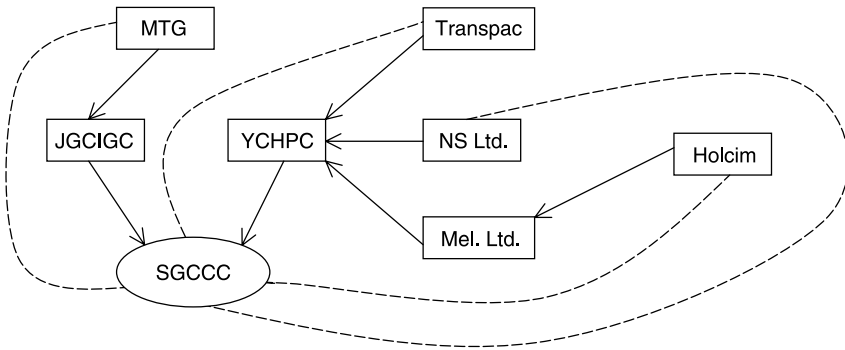 MTG
Transpac
JGCIGC
YCHPC
NS Ltd.
Holcim
Mel. Ltd.
SGCCC